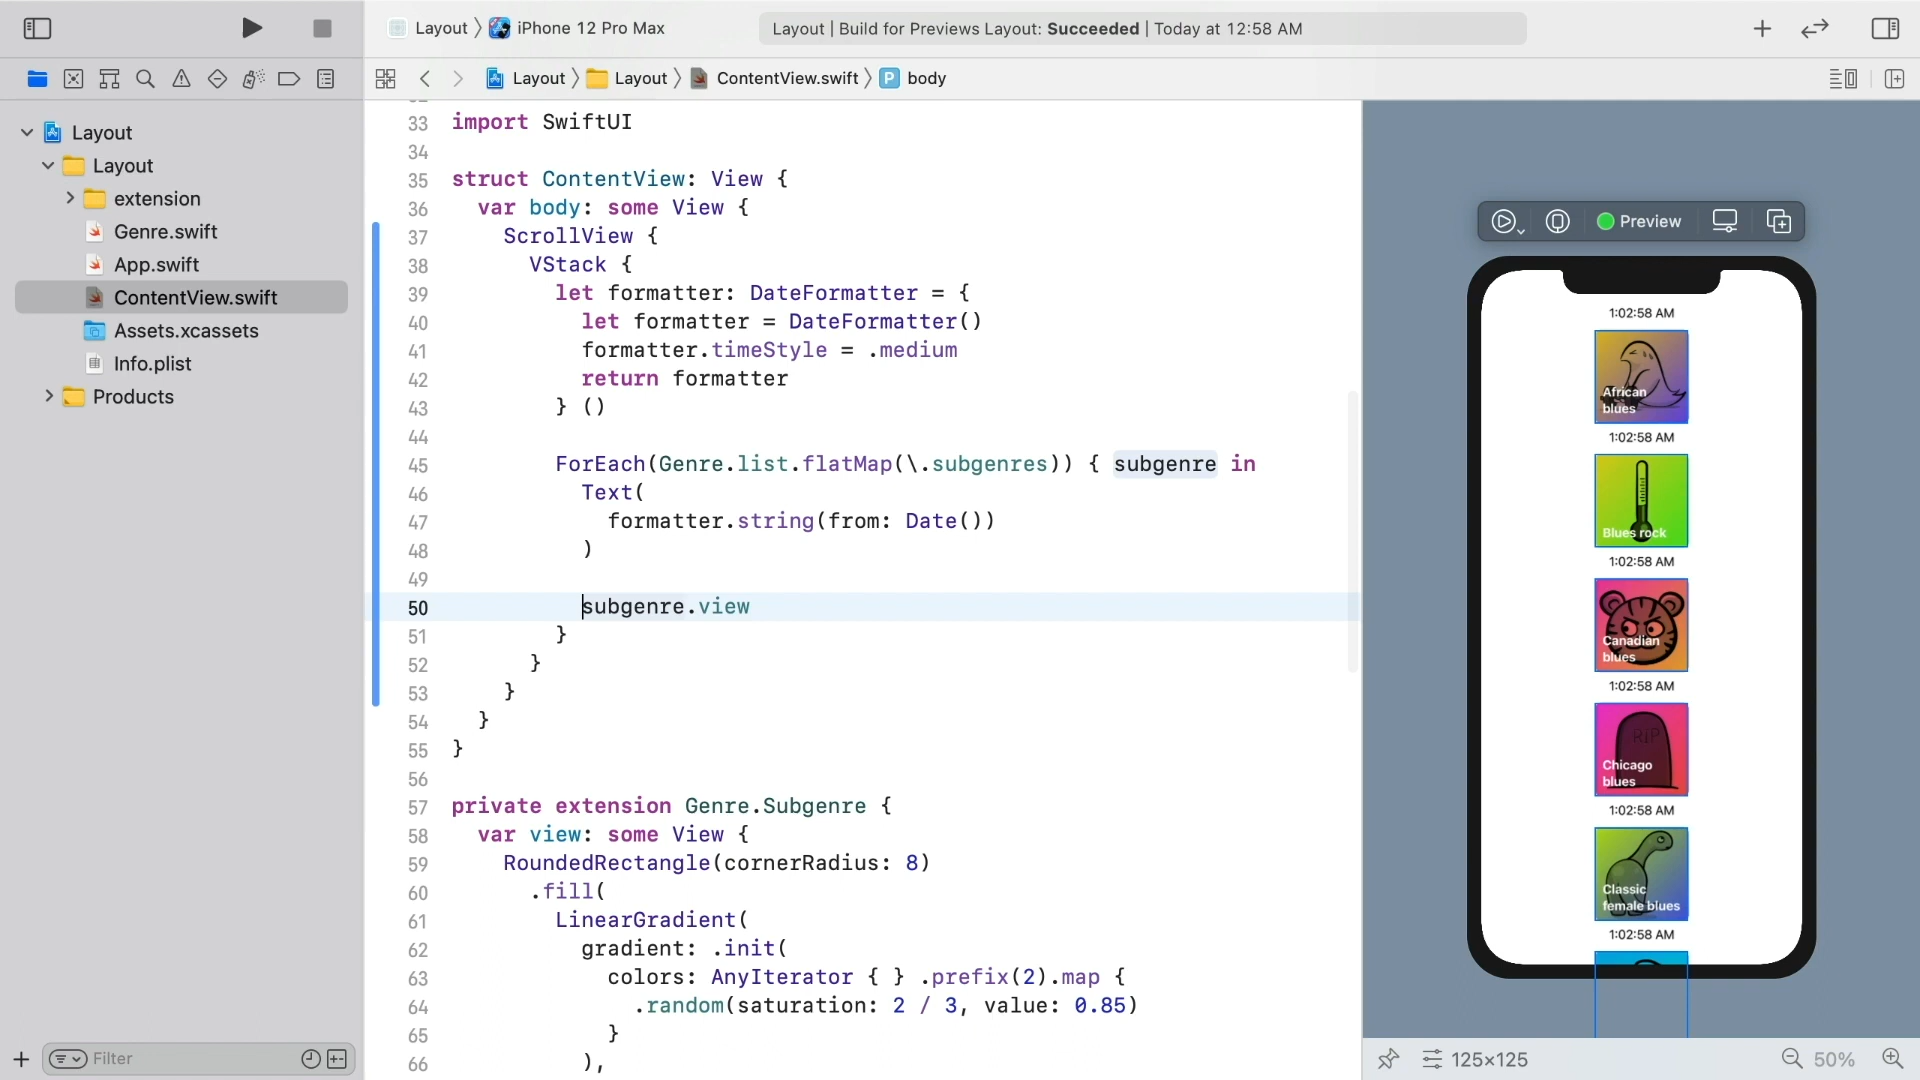 Layout
iPhone 12 Pro Max
Layout | Build for Previews Layout: Succeeded | Today at 12:58 AM
Layout
Layout
ContentView.swift
P
body
Layout
Layout
extension
Genre.swift
App.swift
ContentView.swift
Assets.xcassets
Info.plist
Products
Filter
33 import SwiftUI
34
35 struct ContentView: View {
36 var body: some View {
37 ScrollView {
38 VStack {
39 let formatter: DateFormatter = {
40 let formatter = DateFormatter()
41 formatter.timeStyle = .medium
42 return formatter
43 } ()
44
45 ForEach(Genre.list.flatMap(\.subgenres)) { subgenre in
46 Text(
47 formatter.string(from: Date())
48 )
49
50 subgenre.view
51 }
52 }
53 }
54 }
55 }
56
57 private extension Genre.Subgenre {
58 var view: some View {
59 RoundedRectangle(cornerRadius: 8)
60 .fill(
61 LinearGradient(
62 gradient: .init(
63 colors: AnyIterator { } .prefix(2).map {
64 .random(saturation: 2 / 3, value: 0.85)
65 }
66 ),
Preview
1:02:58 AM
African
blues
1:02:58 AM
Blues rock
1:02:58 AM
Canadian
blues
1:02:58 AM
RIP
Chicago
blues
1:02:58 AM
Classic
female blues
1:02:58 AM
125×125
50%